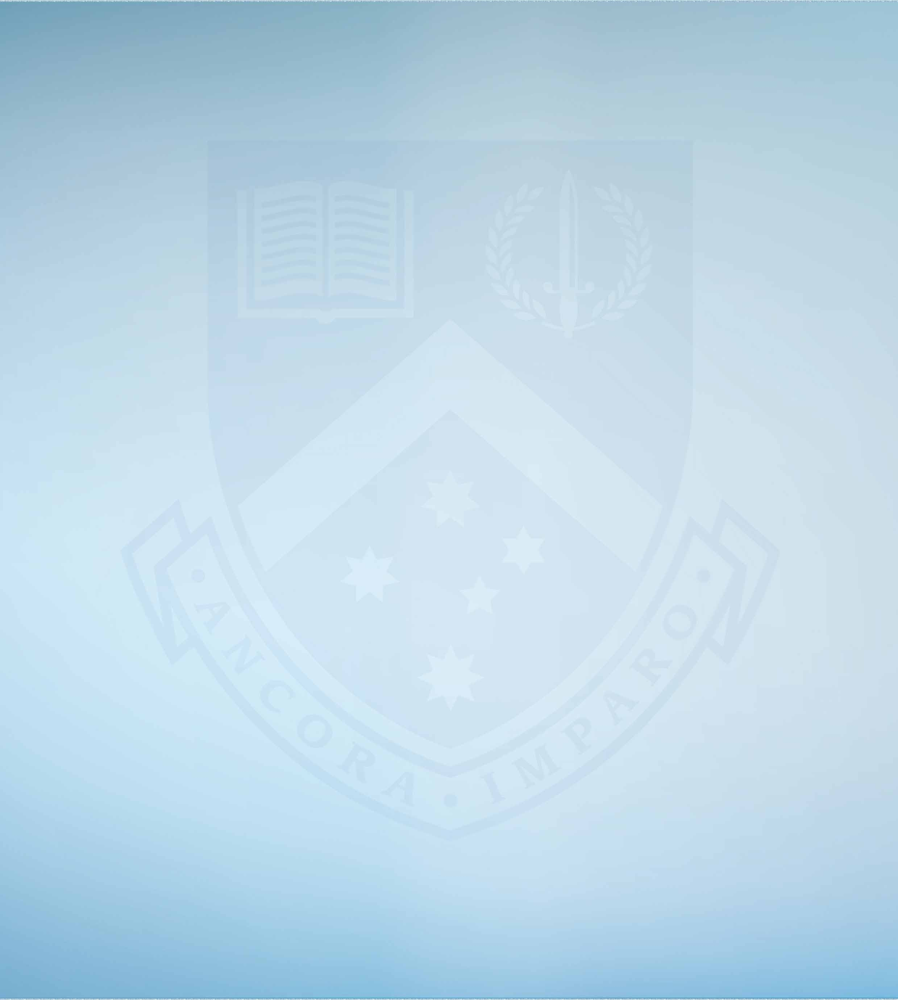 • ANCORA • IMPARO •